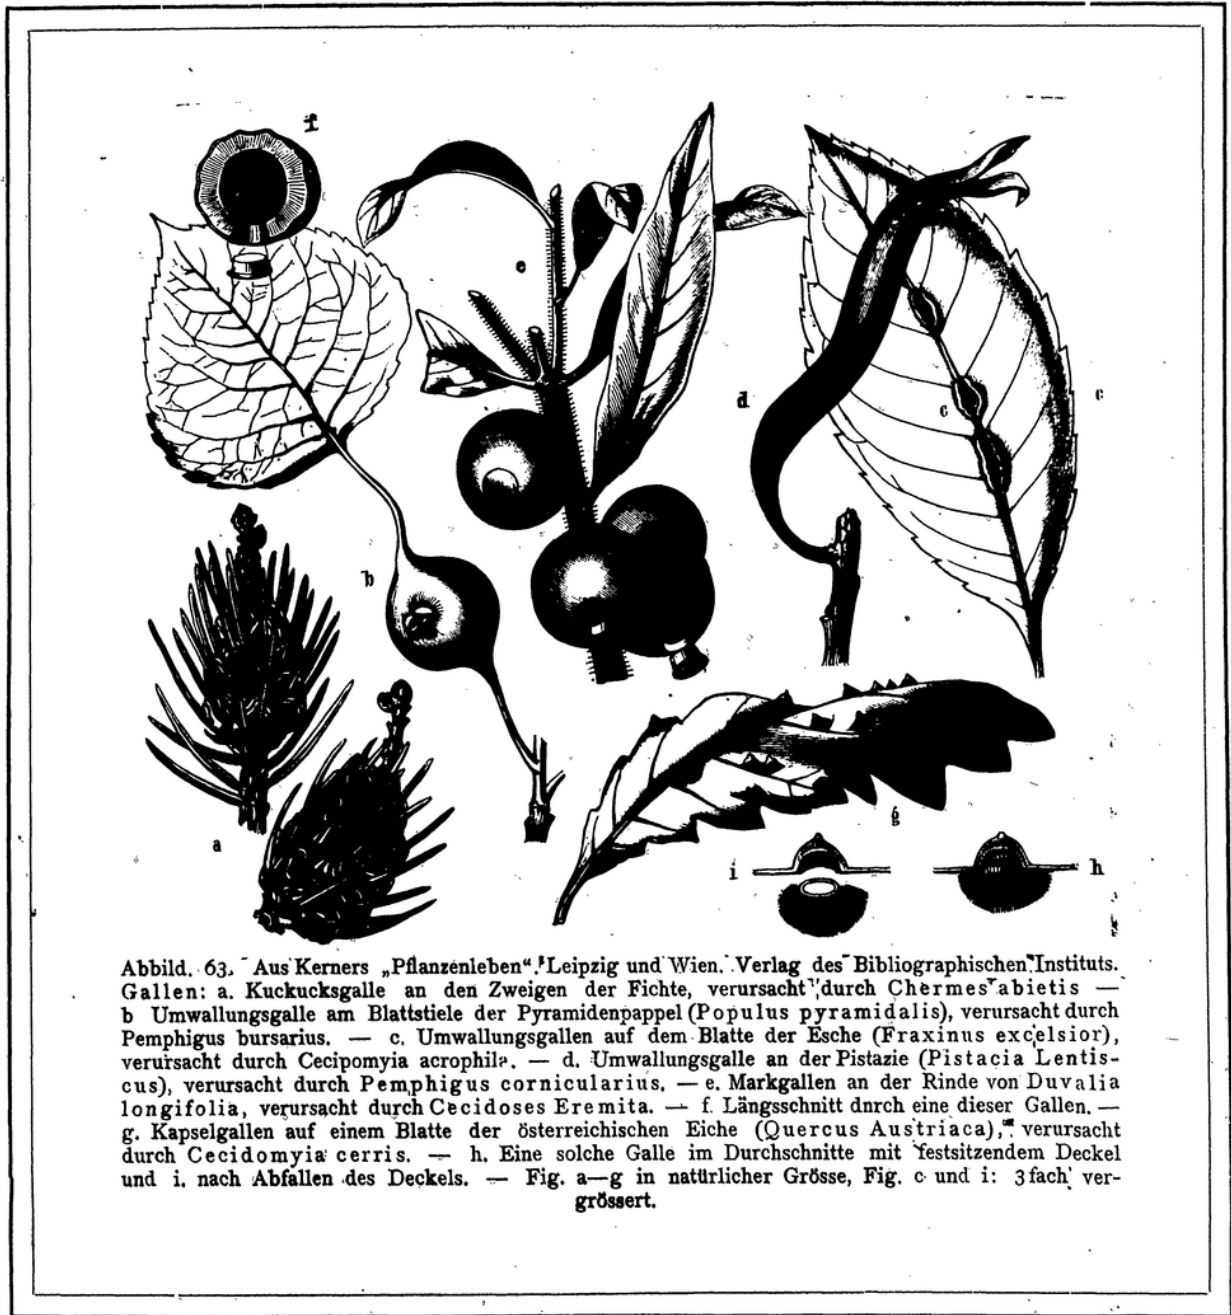 f
e
d
c
c
b
a
g
i
h
Abbild. 63. Aus Kerners „Pflanzenleben“. Leipzig und Wien. Verlag des Bibliographischen Instituts.
Gallen: a. Kuckucksgalle an den Zweigen der Fichte, verursacht durch Chermes abietis —
b Umwallungsgalle am Blattstiele der Pyramidenpappel (Populus pyramidalis), verursacht durch
Pemphigus bursarius. — c. Umwallungsgallen auf dem Blatte der Esche (Fraxinus excelsior),
verursacht durch Cecipomyia acrophila. — d. Umwallungsgalle an der Pistazie (Pistacia Lentis-
cus), verursacht durch Pemphigus cornicularius. — e. Markgallen an der Rinde von Duvalia
longifolia, verursacht durch Cecidoses Eremita. — f. Längsschnitt dnrch eine dieser Gallen. —
g. Kapselgallen auf einem Blatte der österreichischen Eiche (Quercus Austriaca), verursacht
durch Cecidomyia cerris. — h. Eine solche Galle im Durchschnitte mit festsitzendem Deckel
und i. nach Abfallen des Deckels. — Fig. a—g in natürlicher Grösse, Fig. c und i: 3fach ver-
grössert.